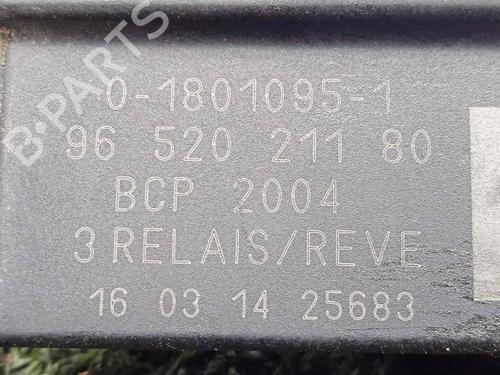 B-PARTS
0-1801095-1
96 520 211 80
BCP 2004
3 RELAIS/REVE
16 03 14 25683